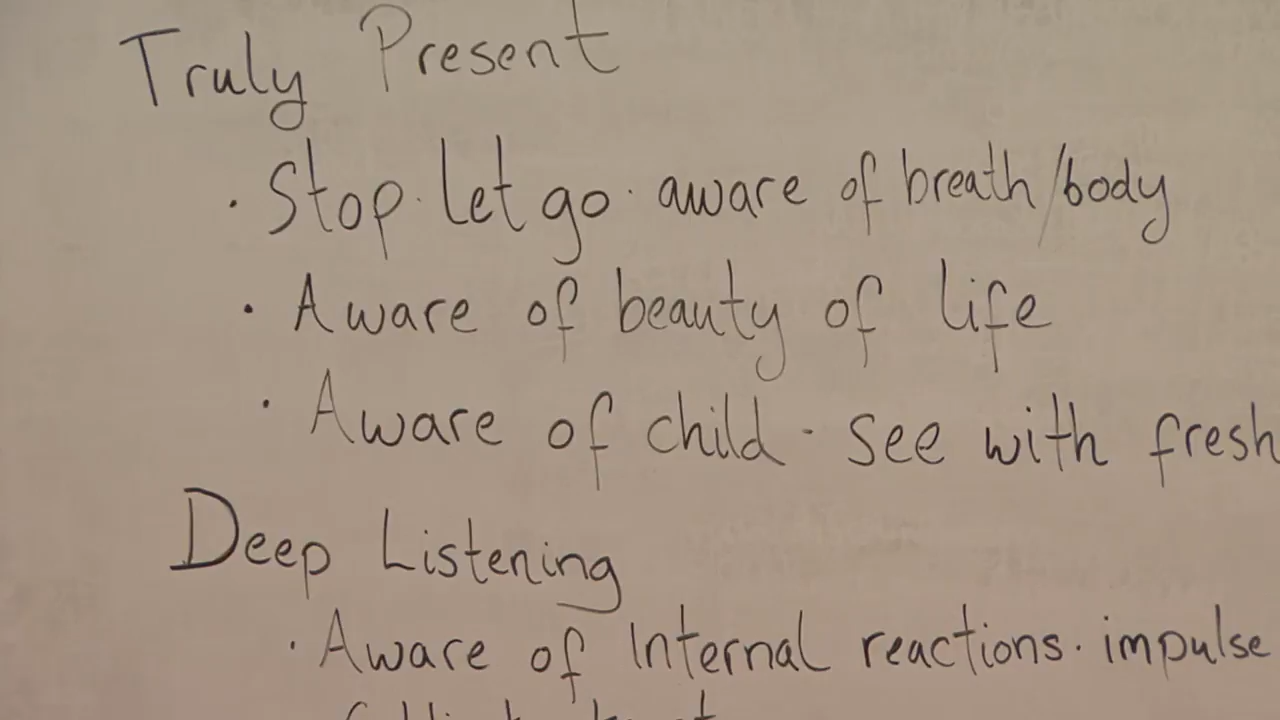 Truly Present
· Stop · let go · aware of breath/body
· Aware of beauty of life
· Aware of child · see with fresh
Deep Listening
· Aware of Internal reactions · impulse